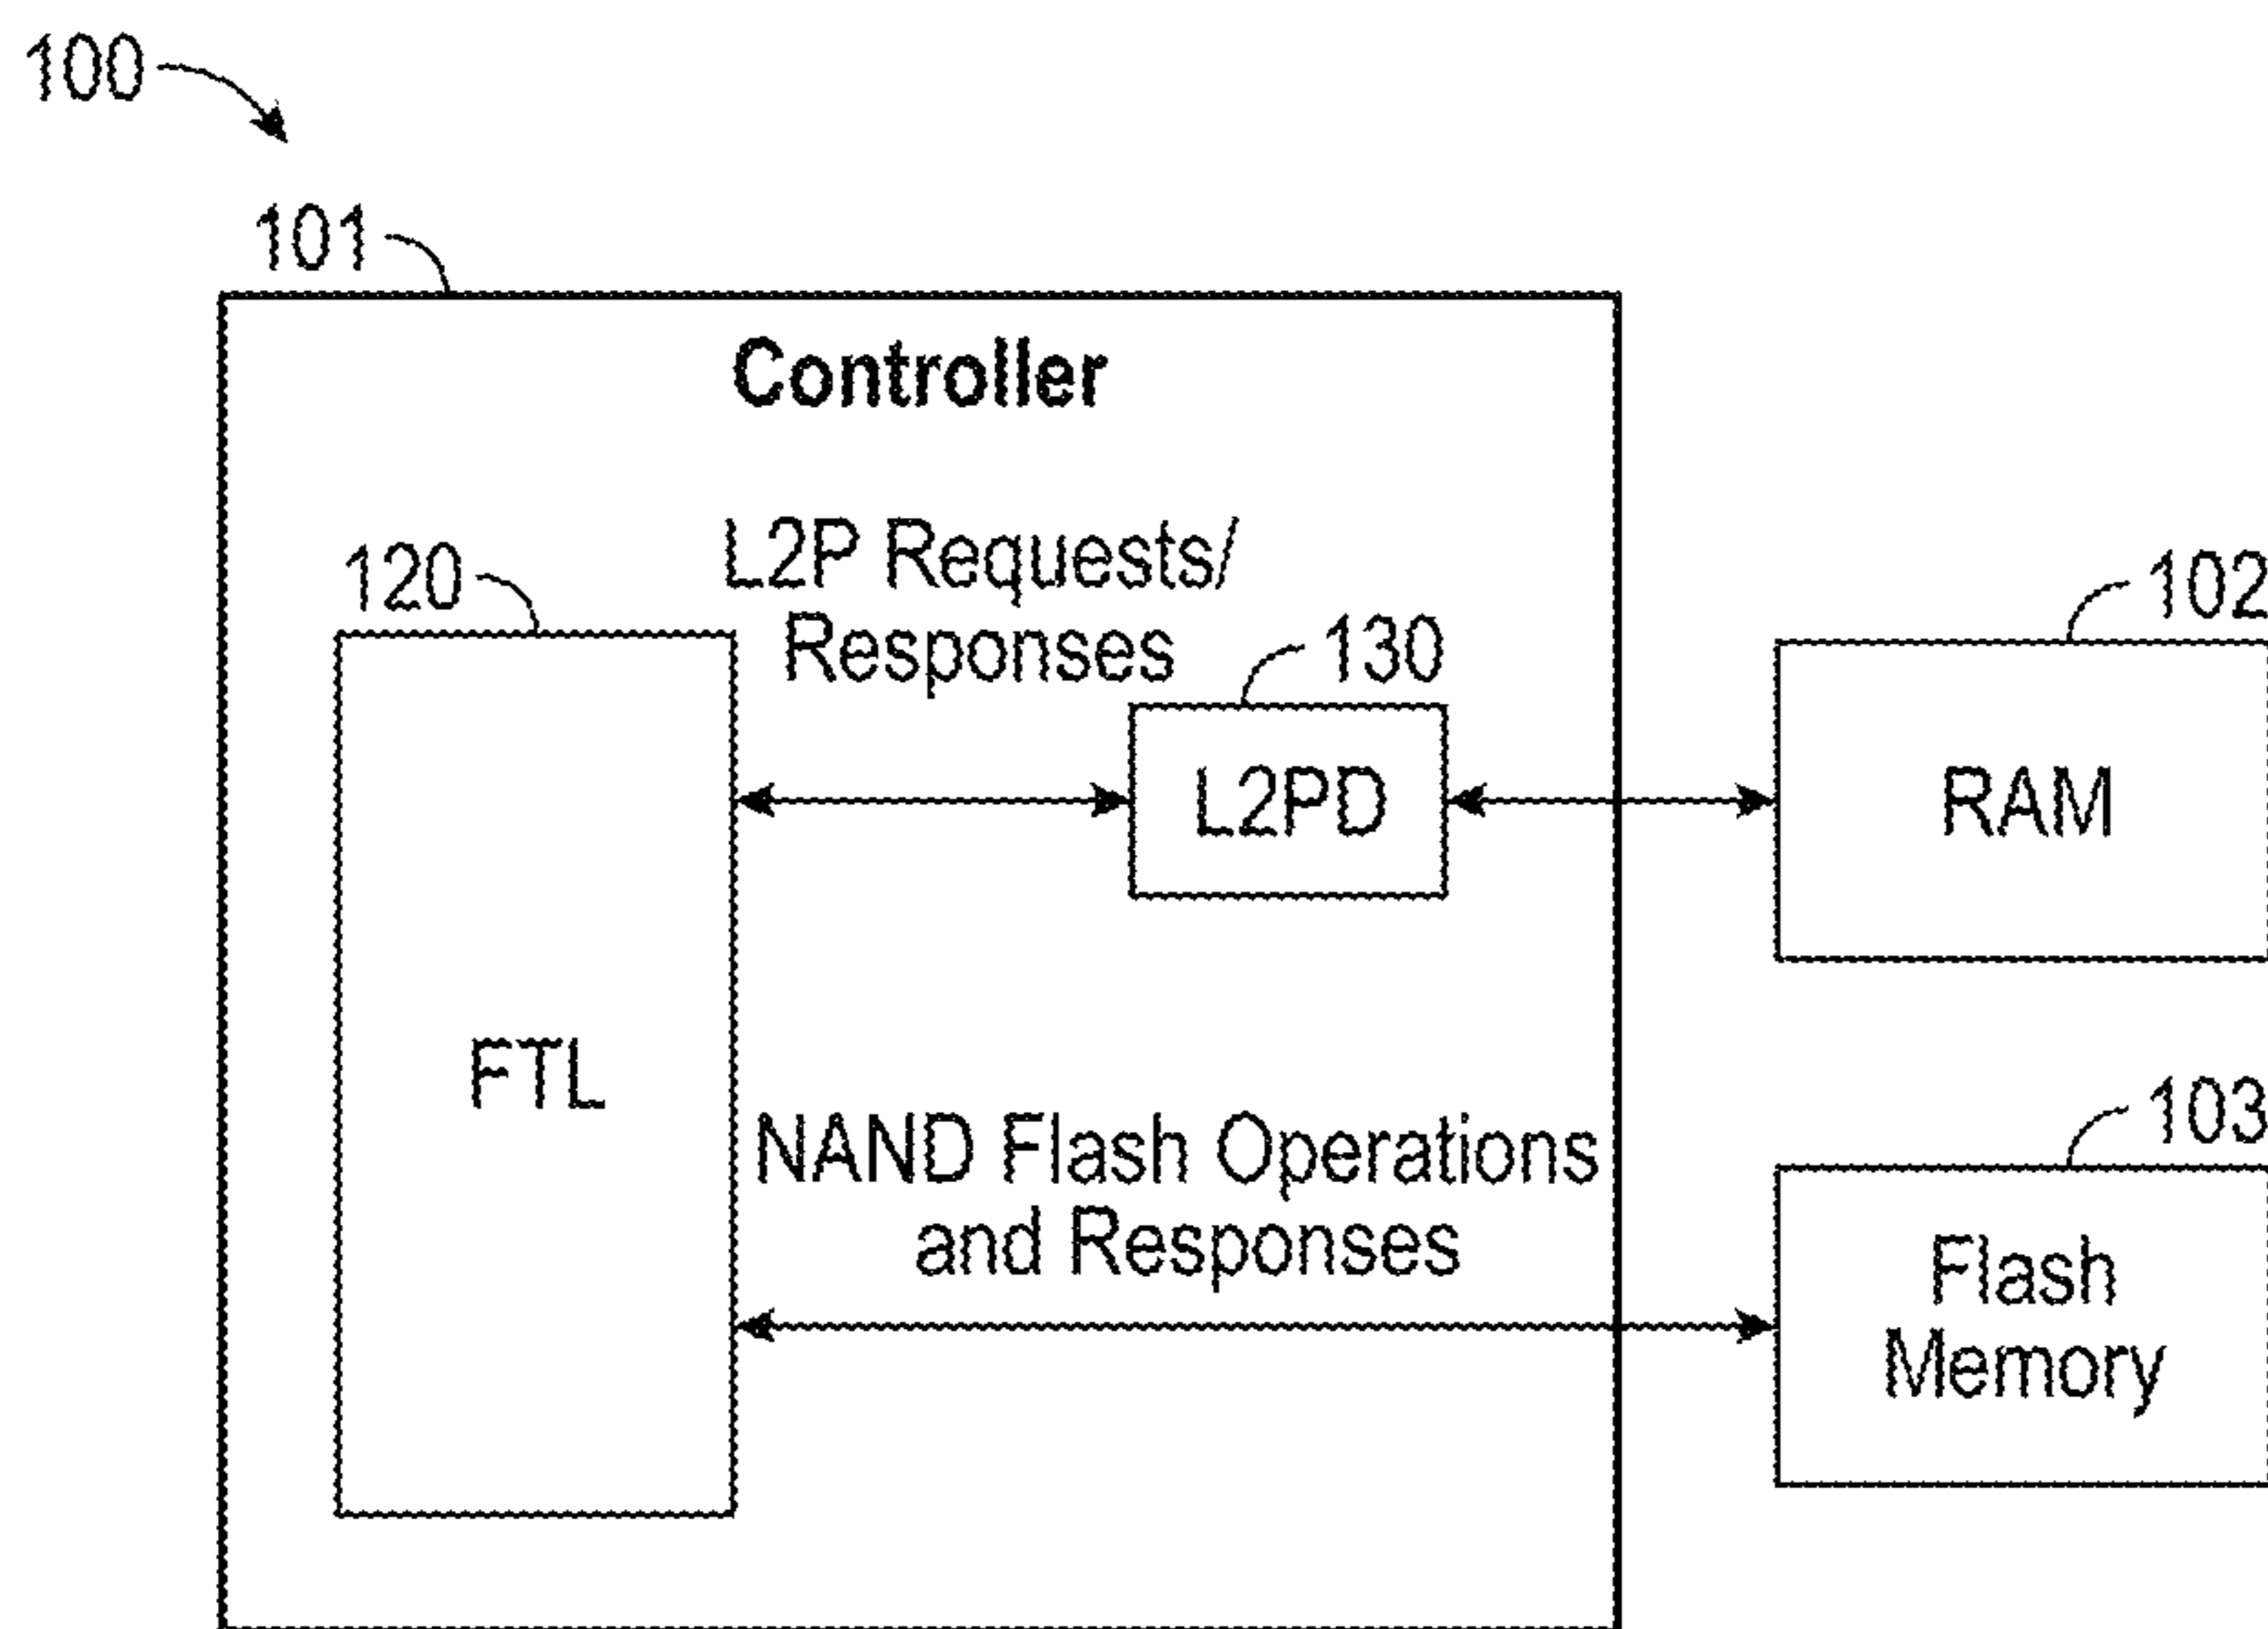 100
101
Controller
L2P Requests/
Responses
120
130
102
L2PD
RAM
FTL
NAND Flash Operations
and Responses
103
Flash
Memory